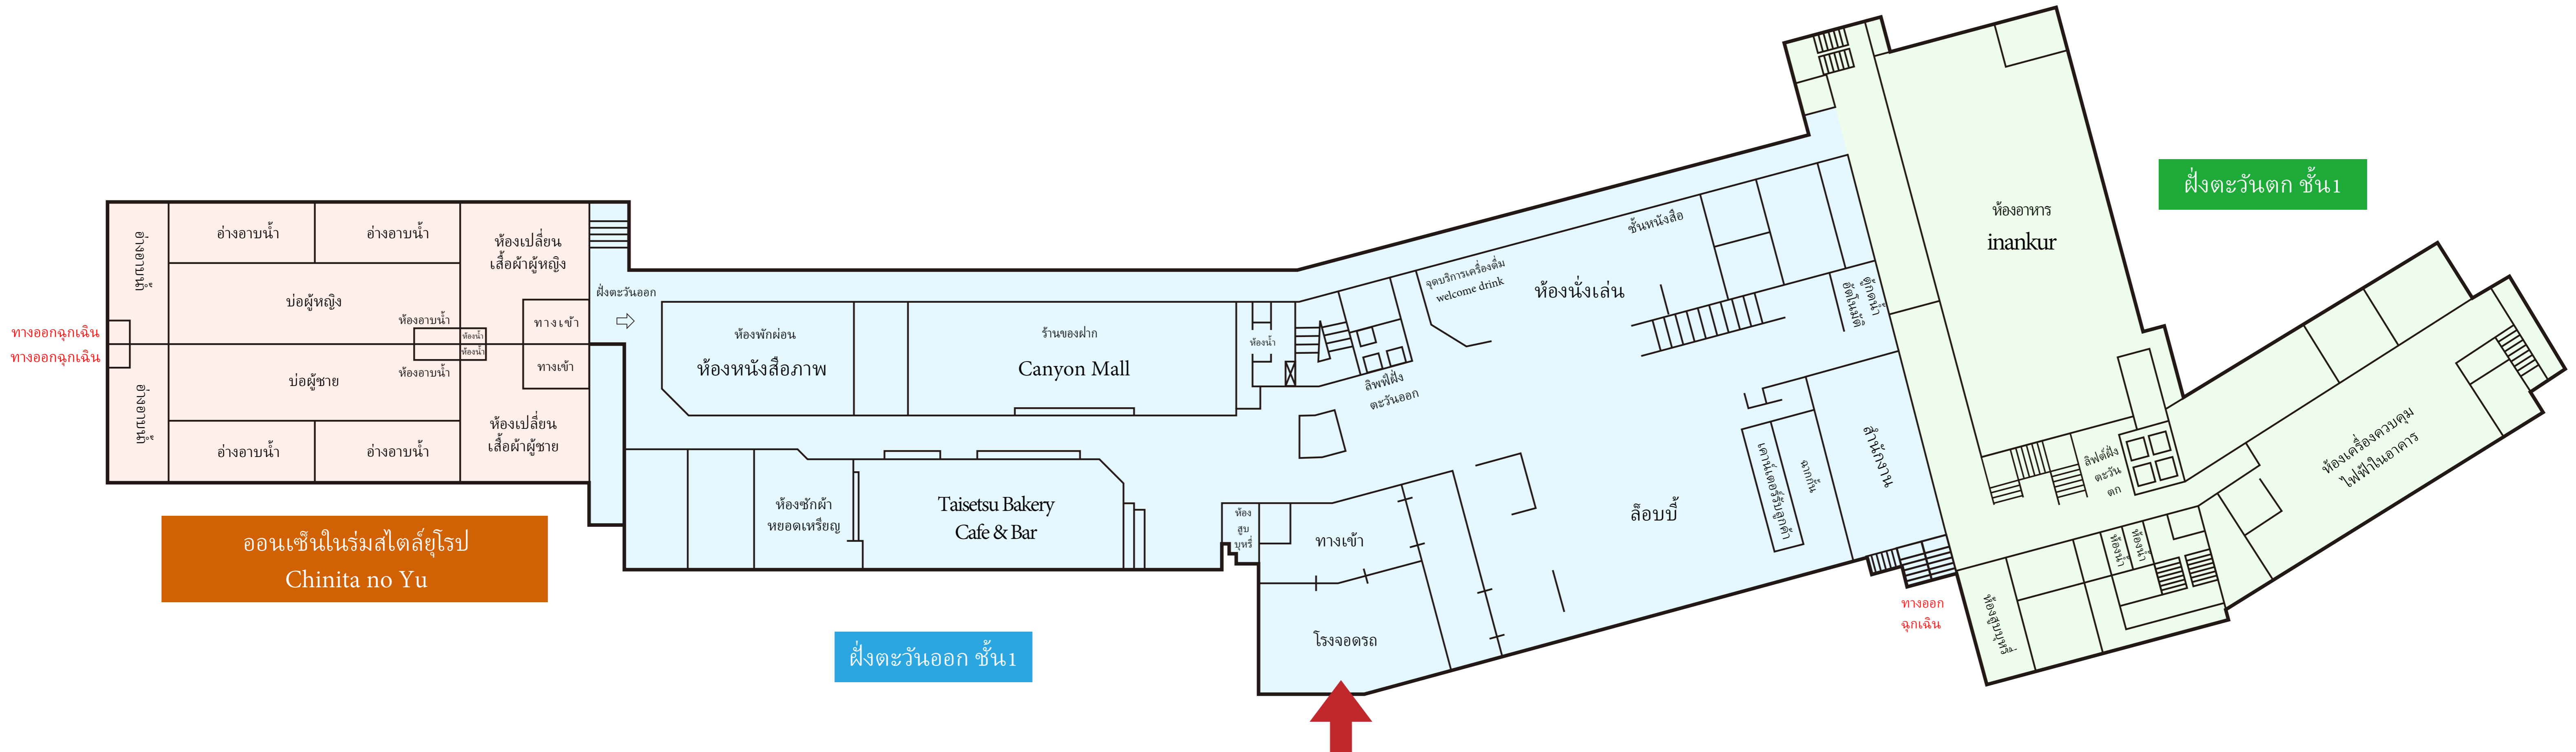 ทางออกฉุกเฉิน
ทางออกฉุกเฉิน
อ่างอาบน้ำ
อ่างอาบน้ำ
อ่างอาบน้ำ
อ่างอาบน้ำ
บ่อผู้หญิง
บ่อผู้ชาย
อ่างอาบน้ำ
อ่างอาบน้ำ
ห้องอาบน้ำ
ห้องน้ำ
ห้องน้ำ
ห้องอาบน้ำ
ห้องเปลี่ยน
เสื้อผ้าผู้หญิง
ทางเข้า
ทางเข้า
ห้องเปลี่ยน
เสื้อผ้าผู้ชาย
ออนเซ็นในร่มสไตล์ยุโรป
Chinita no Yu
ฝั่งตะวันออก
ห้องพักผ่อน
ห้องหนังสือภาพ
ร้านของฝาก
Canyon Mall
ห้องน้ำ
ห้องซักผ้า
หยอดเหรียญ
Taisetsu Bakery
Cafe & Bar
ฝั่งตะวันออก ชั้น1
ห้อง
สูบ
บุหรี่
ทางเข้า
โรงจอดรถ
ลิฟท์ฝั่ง
ตะวันออก
จุดบริการเครื่องดื่ม
welcome drink
ห้องนั่งเล่น
ชั้นหนังสือ
ตู้กดน้ำ
อัตโนมัติ
ล็อบบี้
เคาน์เตอร์รับลูกค้า
ฉากกั้น
สำนักงาน
ทางออก
ฉุกเฉิน
ห้องอาหาร
inankur
ฝั่งตะวันตก ชั้น1
ลิฟต์ฝั่ง
ตะวัน
ตก
ห้องน้ำ
ห้องน้ำ
ห้องสูบบุหรี่
ห้องเครื่องควบคุม
ไฟฟ้าในอาคาร